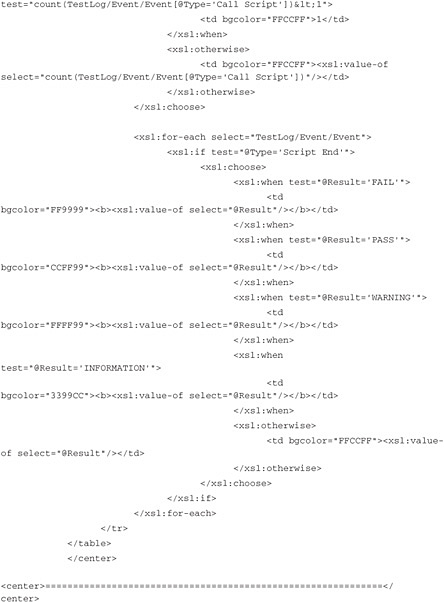 test="count(TestLog/Event/Event[@Type='Call Script'])&lt;1">
<td bgcolor="FFCCFF">1</td>
</xsl:when>
<xsl:otherwise>
<td bgcolor="FFCCFF"><xsl:value-of
select="count(TestLog/Event/Event[@Type='Call Script'])"/></td>
</xsl:otherwise>
</xsl:choose>
<xsl:for-each select="TestLog/Event/Event">
<xsl:if test="@Type='Script End'">
<xsl:choose>
<xsl:when test="@Result='FAIL'">
<td
bgcolor="FF9999"><b><xsl:value-of select="@Result"/></b></td>
</xsl:when>
<xsl:when test="@Result='PASS'">
<td
bgcolor="CCFF99"><b><xsl:value-of select="@Result"/></b></td>
</xsl:when>
<xsl:when test="@Result='WARNING'">
<td
bgcolor="FFFF99"><b><xsl:value-of select="@Result"/></b></td>
</xsl:when>
<xsl:when
test="@Result='INFORMATION'">
<td
bgcolor="3399CC"><b><xsl:value-of select="@Result"/></b></td>
</xsl:when>
<xsl:otherwise>
<td bgcolor="FFCCFF"><xsl:value-
of select="@Result"/></td>
</xsl:otherwise>
</xsl:choose>
</xsl:if>
</xsl:for-each>
</tr>
</table>
</center>
<center>=============================================================</
center>